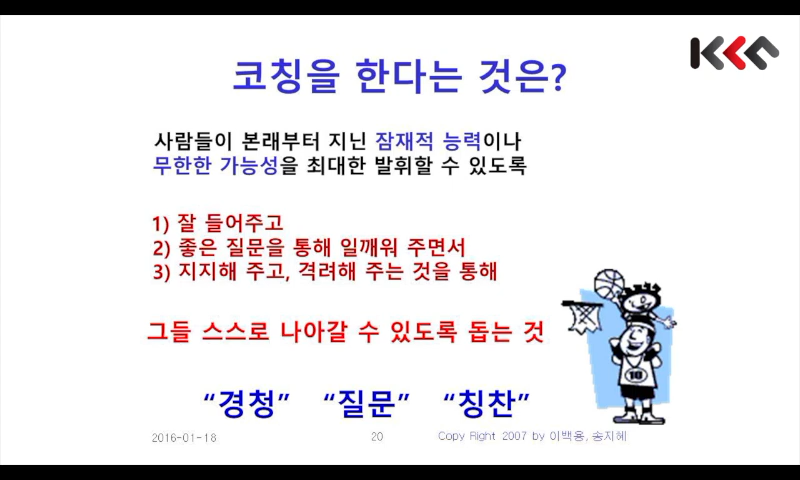 KCA
코칭을 한다는 것은?
사람들이 본래부터 지닌 잠재적 능력이나
무한한 가능성을 최대한 발휘할 수 있도록
1) 잘 들어주고
2) 좋은 질문을 통해 일깨워 주면서
3) 지지해 주고, 격려해 주는 것을 통해
그들 스스로 나아갈 수 있도록 돕는 것
“경청” “질문” “칭찬”
10
2016-01-18 20 Copy Right 2007 by 이백용, 송지혜